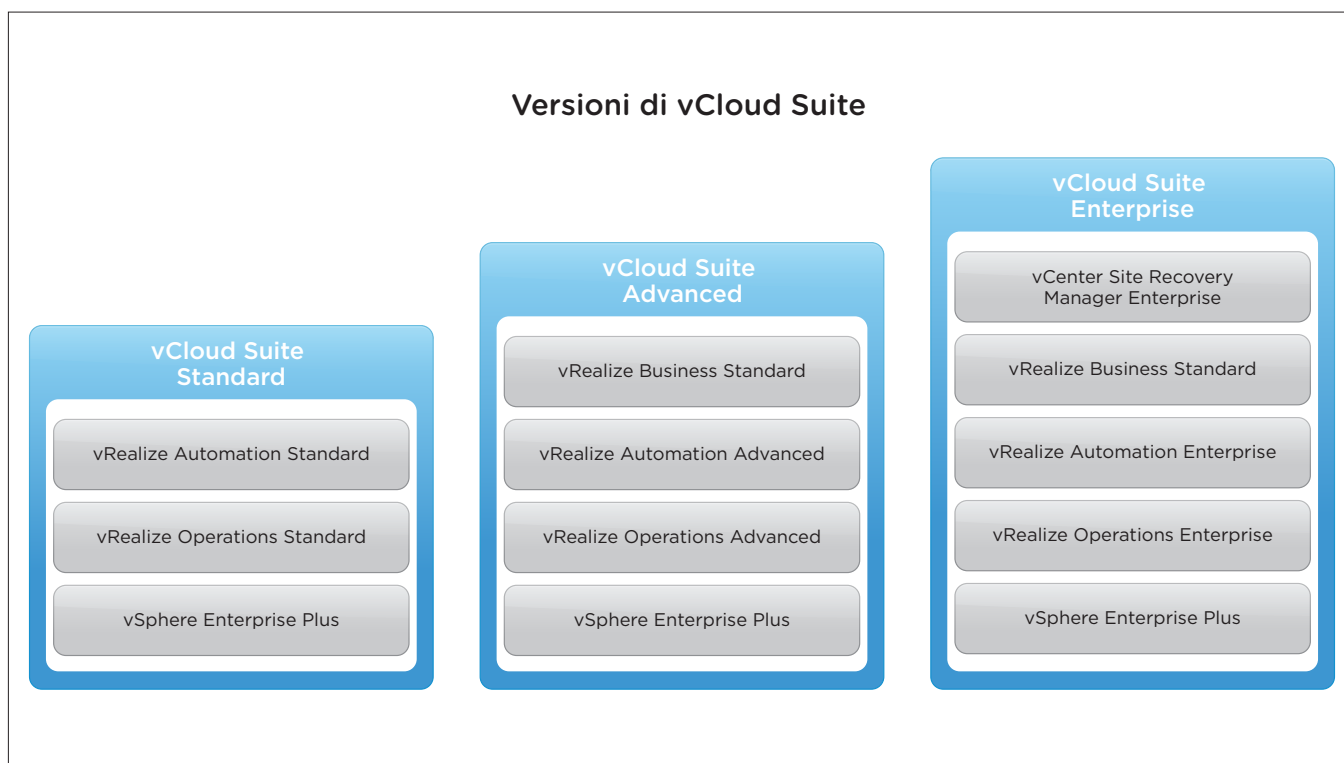 Versioni di vCloud Suite
vCloud Suite
Standard
vRealize Automation Standard
vRealize Operations Standard
vSphere Enterprise Plus
vCloud Suite
Advanced
vRealize Business Standard
vRealize Automation Advanced
vRealize Operations Advanced
vSphere Enterprise Plus
vCloud Suite
Enterprise
vCenter Site Recovery
Manager Enterprise
vRealize Business Standard
vRealize Automation Enterprise
vRealize Operations Enterprise
vSphere Enterprise Plus